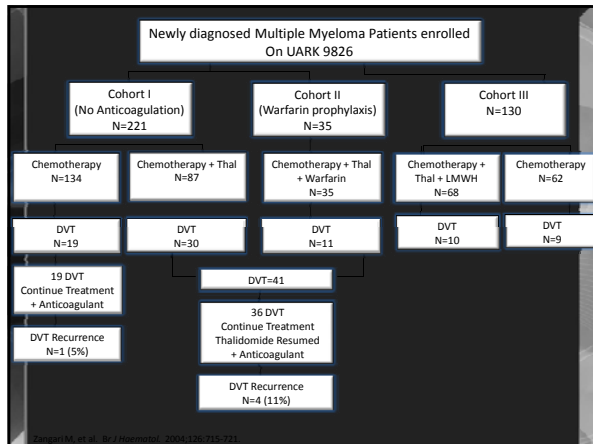 Newly diagnosed Multiple Myeloma Patients enrolled
On UARK 9826
Cohort I
(No Anticoagulation)
N=221
Cohort II
(Warfarin prophylaxis)
N=35
Cohort III
N=130
Chemotherapy
N=134
Chemotherapy + Thal
N=87
Chemotherapy + Thal
+ Warfarin
N=35
Chemotherapy +
Thal + LMWH
N=68
Chemotherapy
N=62
DVT
N=19
DVT
N=30
DVT
N=11
DVT
N=10
DVT
N=9
19 DVT
Continue Treatment
+ Anticoagulant
DVT=41
36 DVT
Continue Treatment
Thalidomide Resumed
+ Anticoagulant
DVT Recurrence
N=1 (5%)
DVT Recurrence
N=4 (11%)
Zangari M, et al. Br J Haematol. 2004;126:715-721.